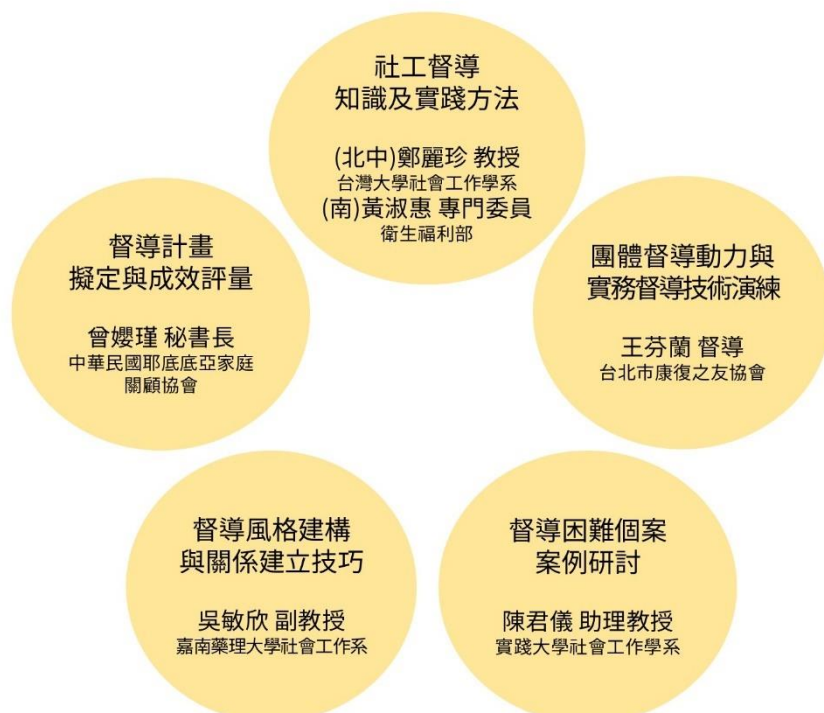 社工督導
知識及實踐方法
(北中)鄭麗珍 教授
台灣大學社會工作學系
(南)黃淑惠 專門委員
衛生福利部
督導計畫
擬定與成效評量
曾嬿瑾 秘書長
中華民國耶底底亞家庭
關顧協會
團體督導動力與
實務督導技術演練
王芬蘭 督導
台北市康復之友協會
督導風格建構
與關係建立技巧
吳敏欣 副教授
嘉南藥理大學社會工作系
督導困難個案
案例研討
陳君儀 助理教授
實踐大學社會工作學系